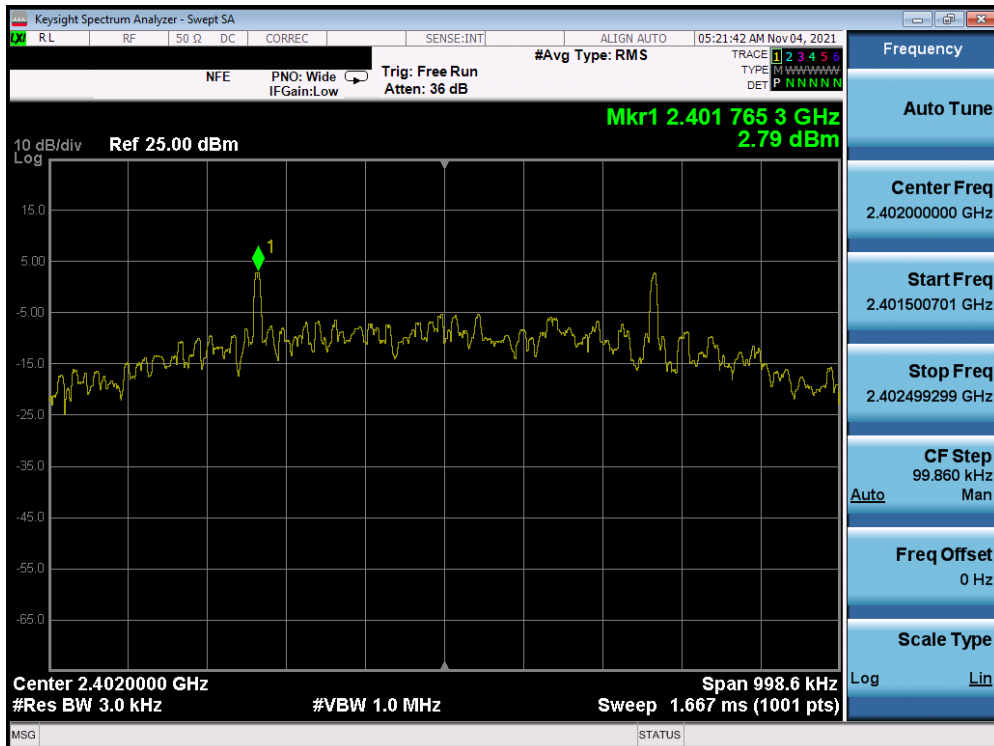 Keysight Spectrum Analyzer - Swept SA
LXI RL RF 50 Ω DC CORREC SENSE:INT ALIGN AUTO 05:21:42 AM Nov 04, 2021
#Avg Type: RMS
TRACE 1 2 3 4 5 6
TYPE M W W W W W
DET P N N N N N
NFE
PNO: Wide
IFGain:Low
Trig: Free Run
Atten: 36 dB
Mkr1 2.401 765 3 GHz
2.79 dBm
10 dB/div
Log
Ref 25.00 dBm
15.0
5.00
-5.00
-15.0
-25.0
-35.0
-45.0
-55.0
-65.0
1
Center 2.4020000 GHz
#Res BW 3.0 kHz
#VBW 1.0 MHz
Span 998.6 kHz
Sweep 1.667 ms (1001 pts)
MSG
STATUS
Frequency
Auto Tune
Center Freq
2.402000000 GHz
Start Freq
2.401500701 GHz
Stop Freq
2.402499299 GHz
CF Step
99.860 kHz
Auto Man
Freq Offset
0 Hz
Scale Type
Log Lin